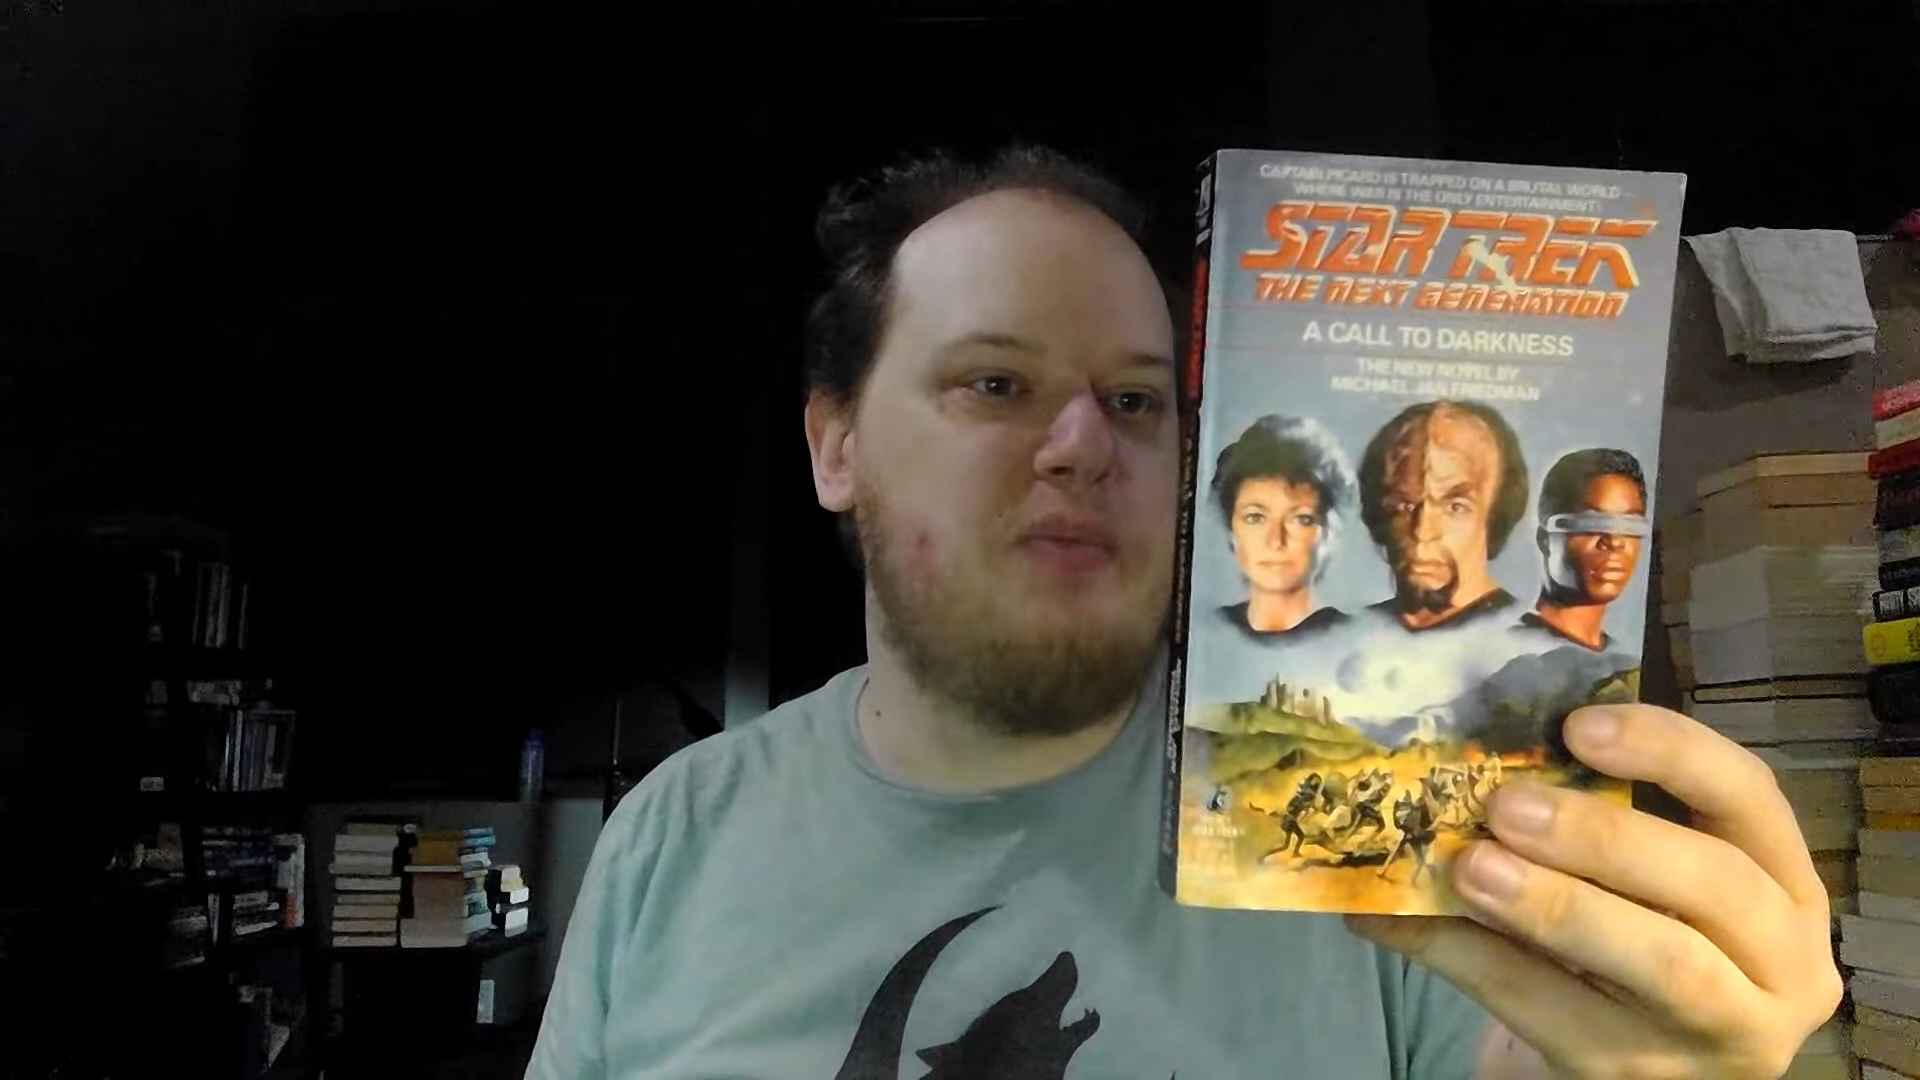 CAPTAIN PICARD IS TRAPPED ON A BRUTAL WORLD—
WHERE WAR IS THE ONLY ENTERTAINMENT!
STAR TREK
THE NEXT GENERATION
A CALL TO DARKNESS
THE NEW NOVEL BY
MICHAEL JAN FRIEDMAN